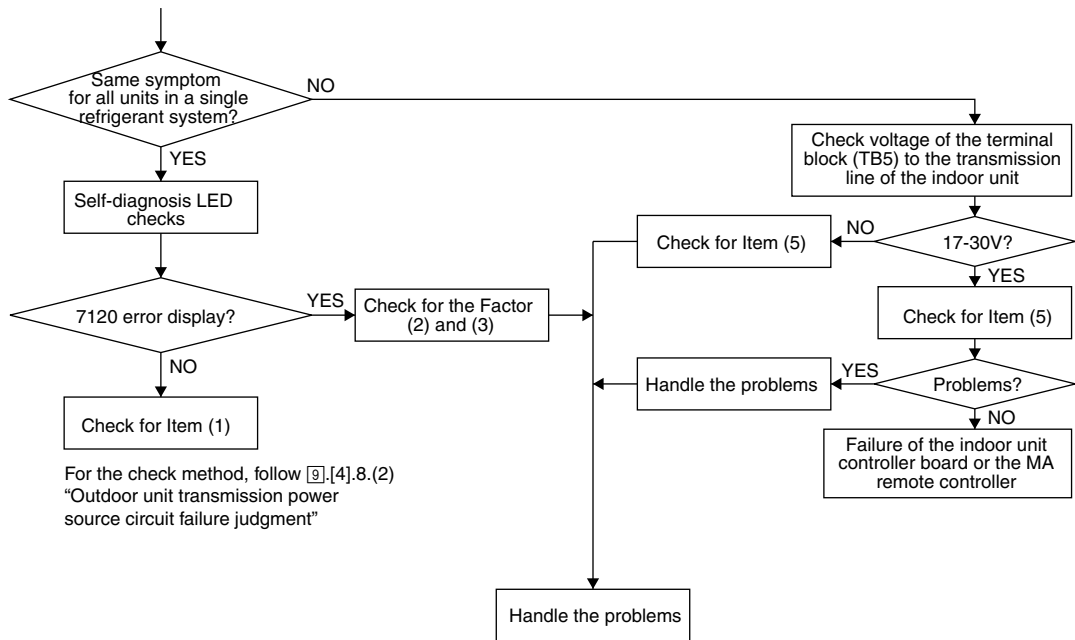 Same symptom
for all units in a single
refrigerant system?
NO
YES
Self-diagnosis LED
checks
7120 error display?
YES
Check for the Factor
(2) and (3)
NO
Check for Item (1)
For the check method, follow 9.[4].8.(2)
“Outdoor unit transmission power
source circuit failure judgment”
Check voltage of the terminal
block (TB5) to the transmission
line of the indoor unit
17-30V?
NO
Check for Item (5)
YES
Check for Item (5)
Problems?
YES
Handle the problems
NO
Failure of the indoor unit
controller board or the MA
remote controller
Handle the problems